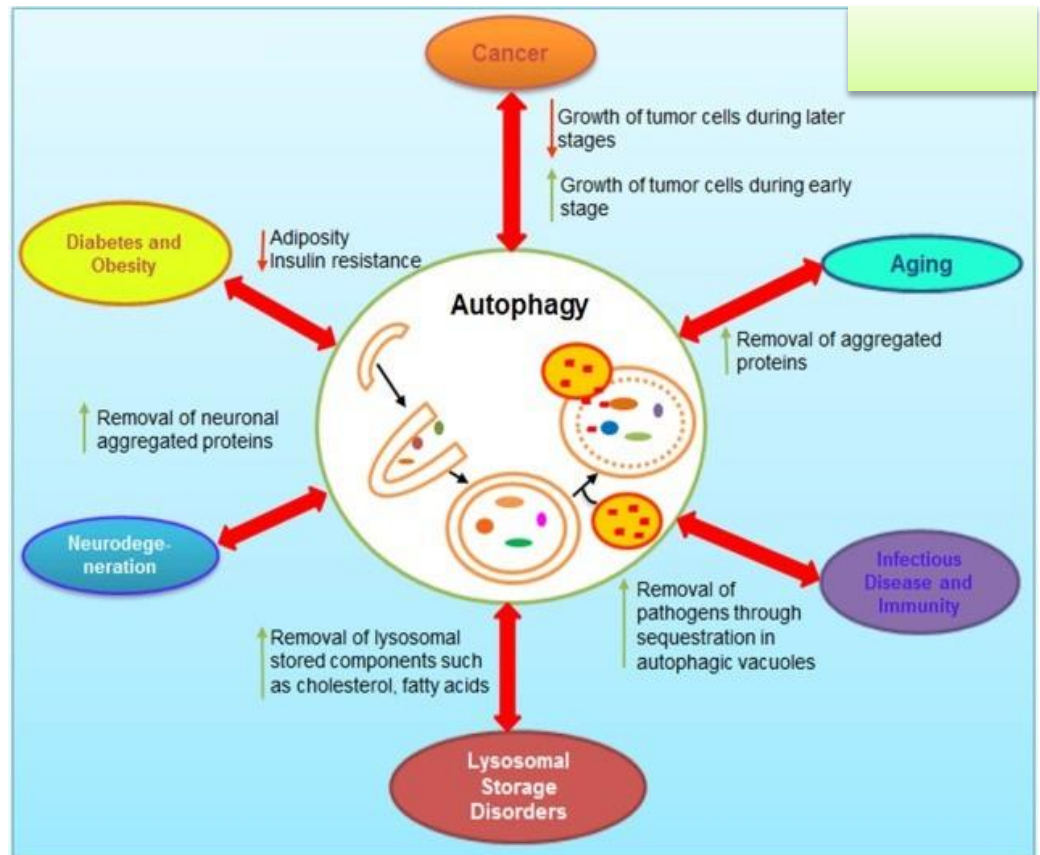 Cancer
Growth of tumor cells during later
stages
Growth of tumor cells during early
stage
Diabetes and
Obesity
Adiposity
Insulin resistance
Aging
Autophagy
Removal of aggregated
proteins
Removal of neuronal
aggregated proteins
Neurodege-
neration
Infectious
Disease and
Immunity
Removal of
pathogens through
sequestration in
autophagic vacuoles
Removal of lysosomal
stored components such
as cholesterol, fatty acids
Lysosomal
Storage
Disorders